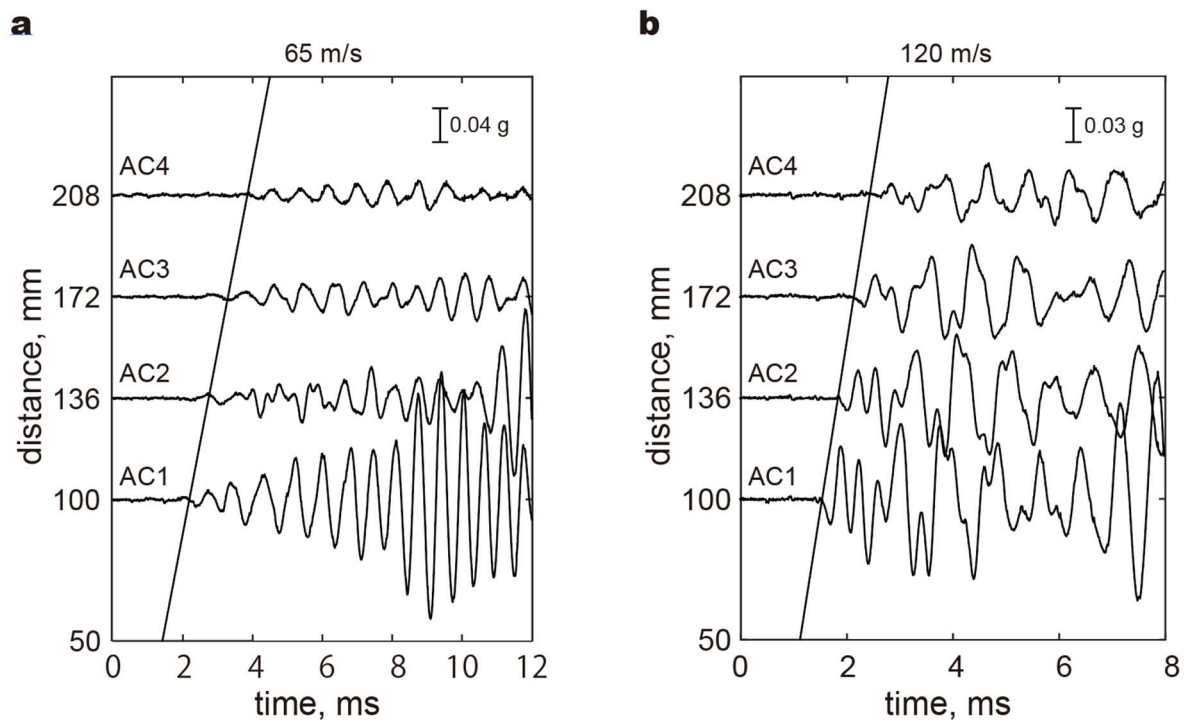 a
65 m/s
0.04 g
AC4
208
AC3
172
AC2
136
AC1
100
50
distance, mm
0 2 4 6 8 10 12
time, ms
b
120 m/s
0.03 g
AC4
208
AC3
172
AC2
136
AC1
100
50
distance, mm
0 2 4 6 8
time, ms